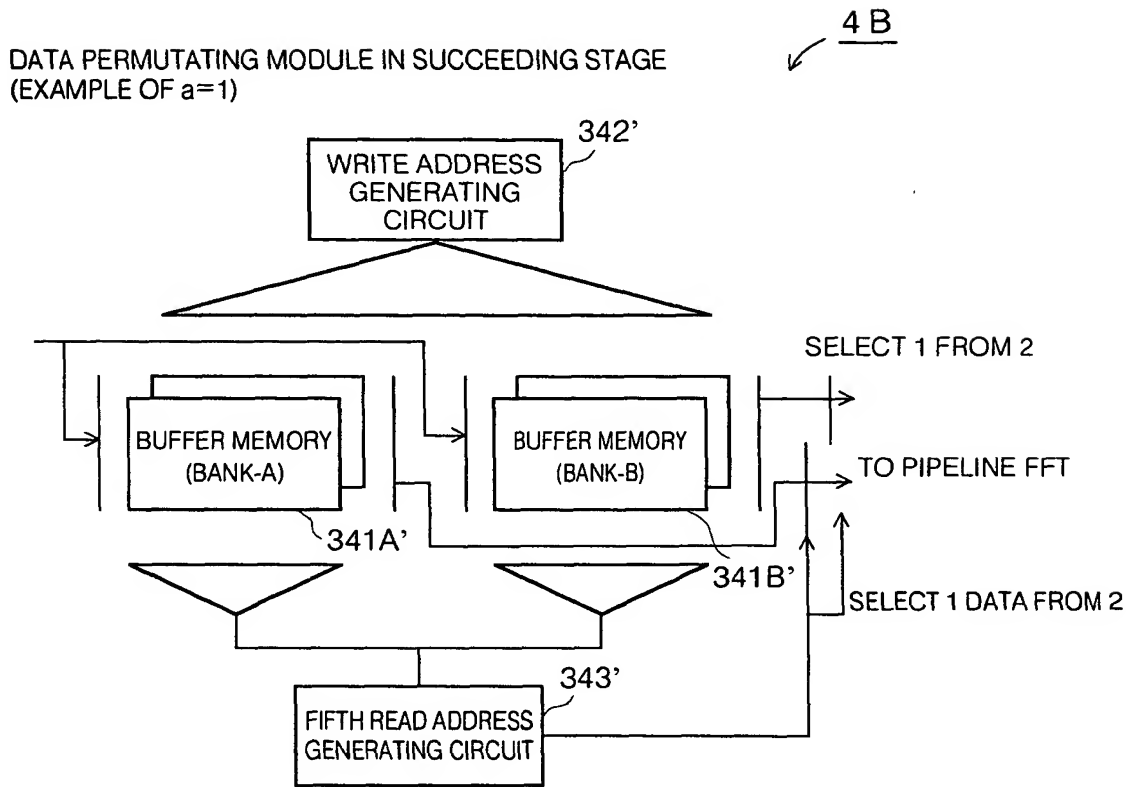 4 B
DATA PERMUTATING MODULE IN SUCCEEDING STAGE
(EXAMPLE OF a=1)
342'
WRITE ADDRESS
GENERATING
CIRCUIT
SELECT 1 FROM 2
BUFFER MEMORY
(BANK-A)
BUFFER MEMORY
(BANK-B)
TO PIPELINE FFT
341A'
341B'
SELECT 1 DATA FROM 2
343'
FIFTH READ ADDRESS
GENERATING CIRCUIT